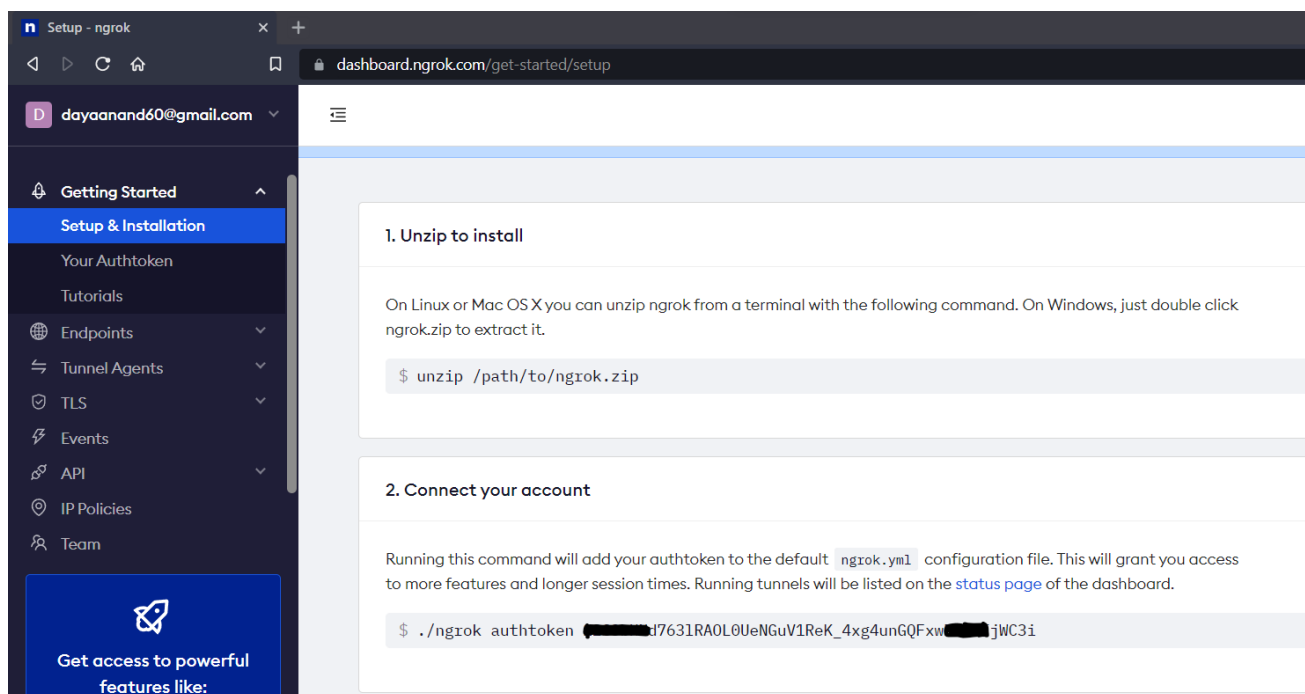 Setup - ngrok
dashboard.ngrok.com/get-started/setup
D dayaanand60@gmail.com
Getting Started
Setup & Installation
Your Authtoken
Tutorials
Endpoints
Tunnel Agents
TLS
Events
API
IP Policies
Team
Get access to powerful
features like:
1. Unzip to install
On Linux or Mac OS X you can unzip ngrok from a terminal with the following command. On Windows, just double click
ngrok.zip to extract it.
$ unzip /path/to/ngrok.zip
2. Connect your account
Running this command will add your authtoken to the default ngrok.yml configuration file. This will grant you access
to more features and longer session times. Running tunnels will be listed on the status page of the dashboard.
$ ./ngrok authtoken d763lRAOL0UeNGuV1ReK_4xg4unGQFxw jWC3i